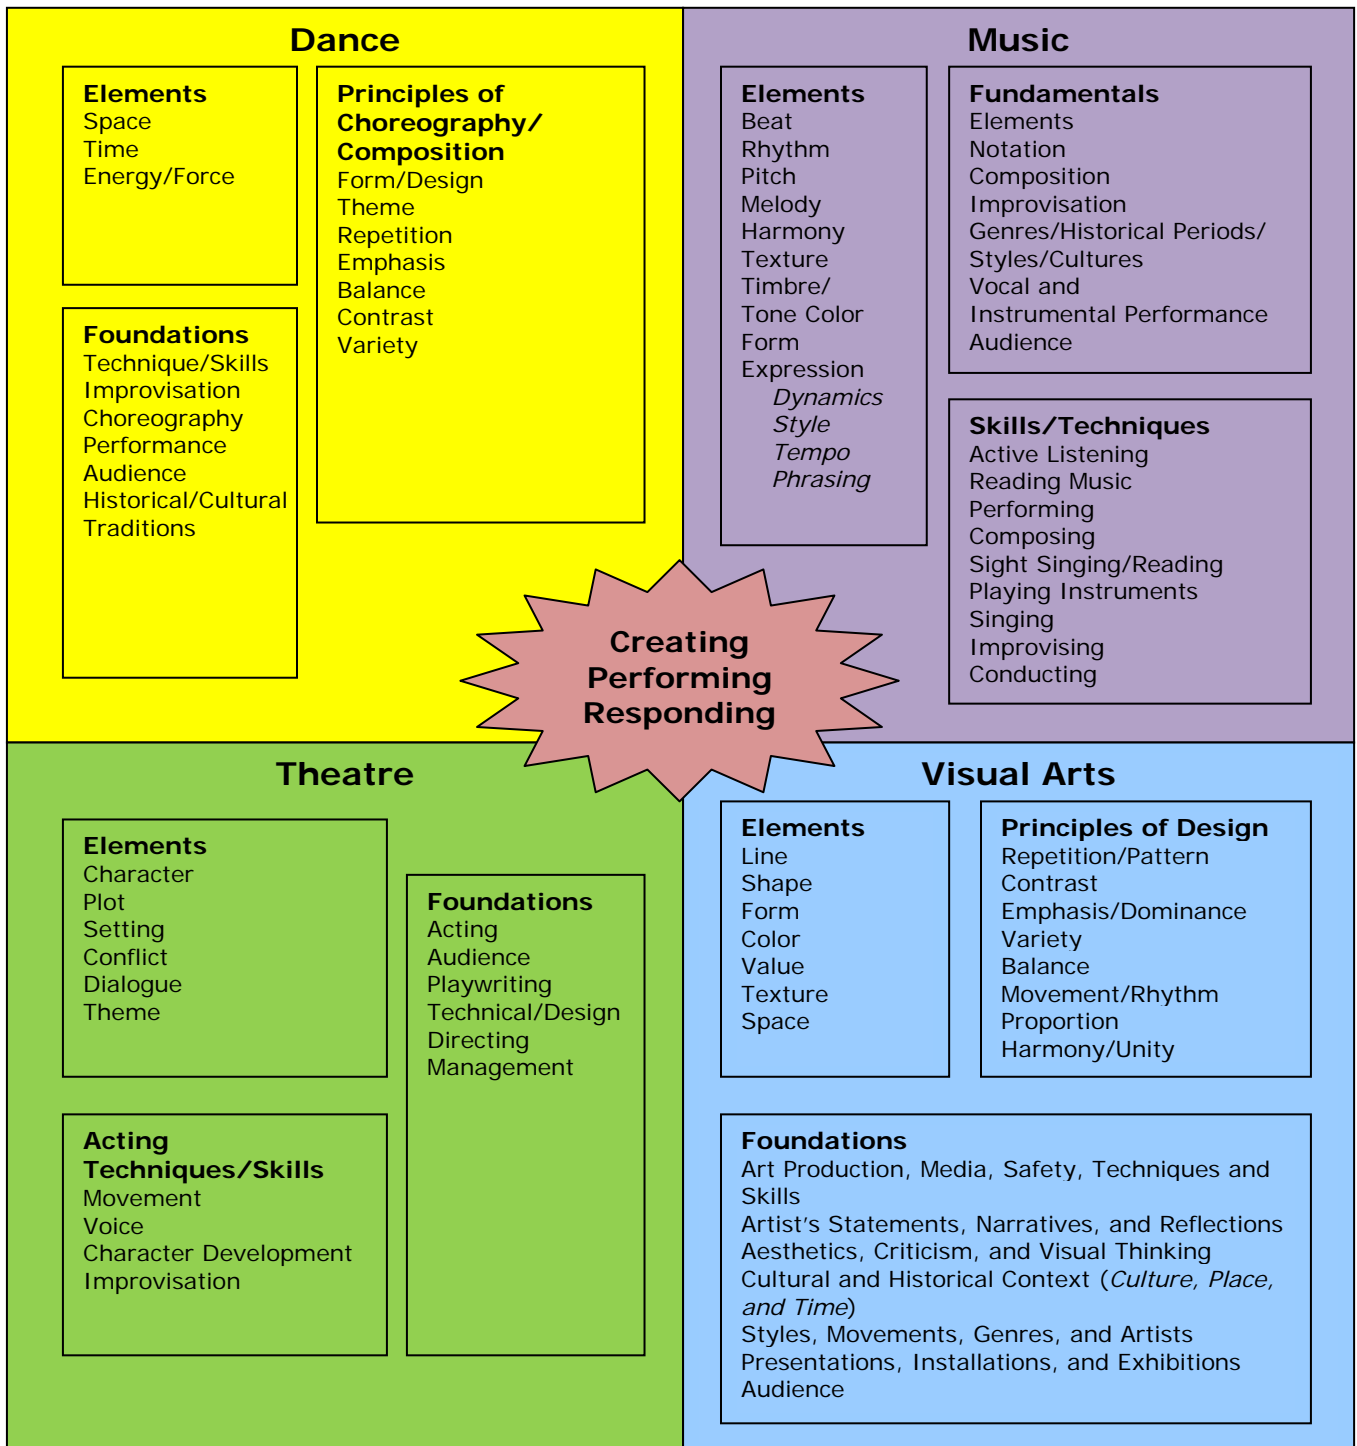 Dance
Elements
Space
Time
Energy/Force
Principles of
Choreography/
Composition
Form/Design
Theme
Repetition
Emphasis
Balance
Contrast
Variety
Foundations
Technique/Skills
Improvisation
Choreography
Performance
Audience
Historical/Cultural
Traditions
Music
Elements
Beat
Rhythm
Pitch
Melody
Harmony
Texture
Timbre/
Tone Color
Form
Expression
Dynamics
Style
Tempo
Phrasing
Fundamentals
Elements
Notation
Composition
Improvisation
Genres/Historical Periods/
Styles/Cultures
Vocal and
Instrumental Performance
Audience
Skills/Techniques
Active Listening
Reading Music
Performing
Composing
Sight Singing/Reading
Playing Instruments
Singing
Improvising
Conducting
Creating
Performing
Responding
Theatre
Elements
Character
Plot
Setting
Conflict
Dialogue
Theme
Foundations
Acting
Audience
Playwriting
Technical/Design
Directing
Management
Acting
Techniques/Skills
Movement
Voice
Character Development
Improvisation
Visual Arts
Elements
Line
Shape
Form
Color
Value
Texture
Space
Principles of Design
Repetition/Pattern
Contrast
Emphasis/Dominance
Variety
Balance
Movement/Rhythm
Proportion
Harmony/Unity
Foundations
Art Production, Media, Safety, Techniques and
Skills
Artist's Statements, Narratives, and Reflections
Aesthetics, Criticism, and Visual Thinking
Cultural and Historical Context (Culture, Place,
and Time)
Styles, Movements, Genres, and Artists
Presentations, Installations, and Exhibitions
Audience